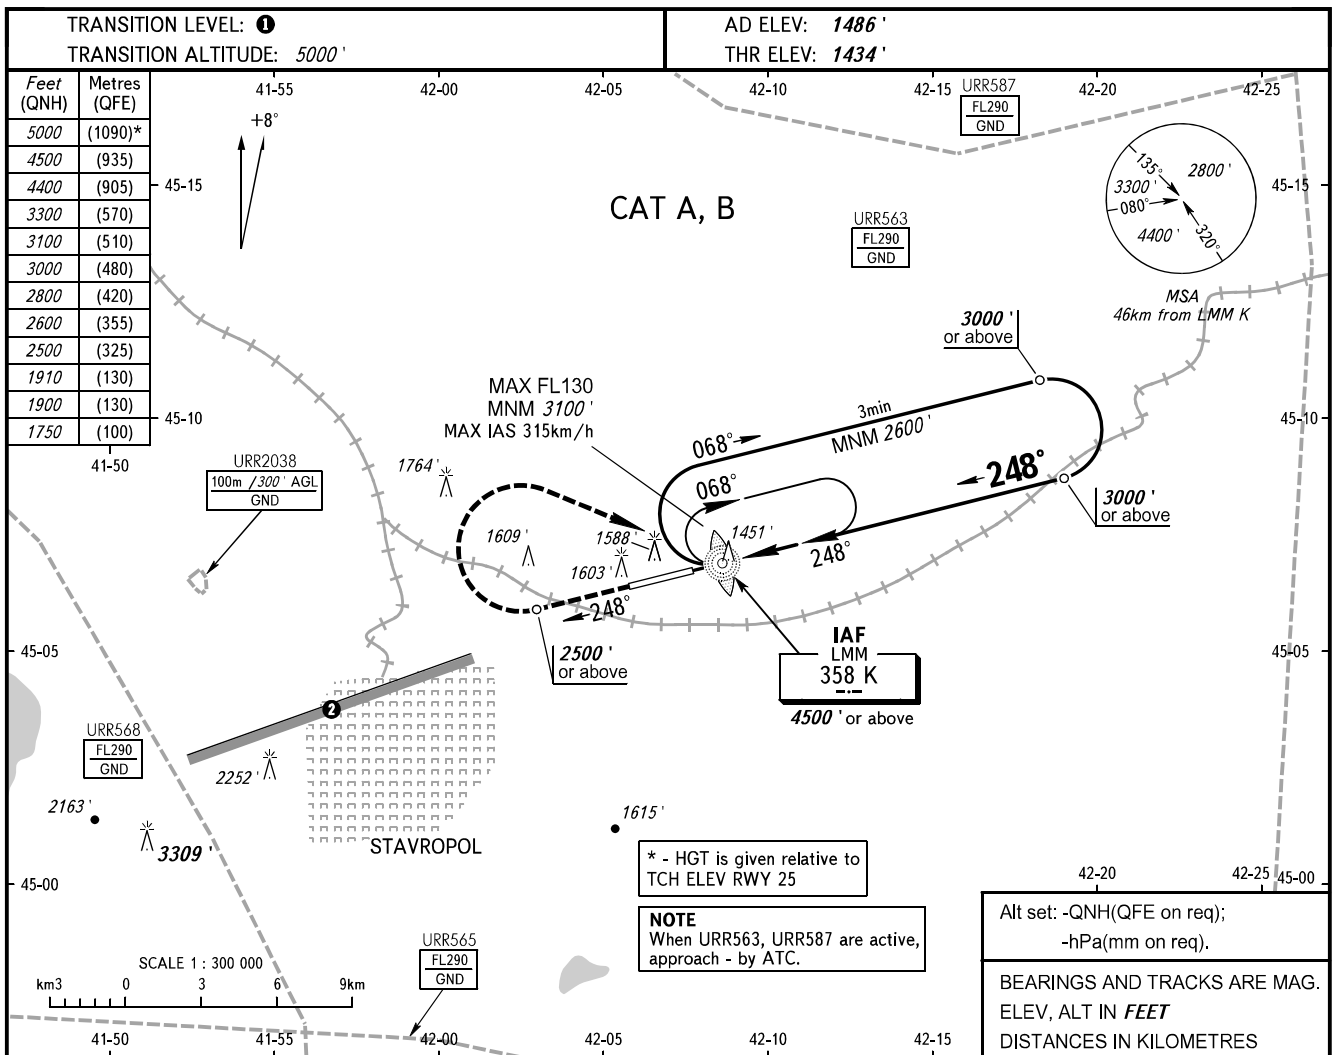 TRANSITION LEVEL: ❶
TRANSITION ALTITUDE: 5000 '
AD ELEV: 1486 '
THR ELEV: 1434 '
Feet Metres
(QNH) (QFE)
5000 (1090)*
4500 (935)
4400 (905)
3300 (570)
3100 (510)
3000 (480)
2800 (420)
2600 (355)
2500 (325)
1910 (130)
1900 (130)
1750 (100)
41-55 42-00 42-05 42-10 42-15 42-20 42-25
+8°
URR587
FL290
GND
45-15
45-15
CAT A, B
URR563
FL290
GND
135°
2800 '
3300 '
080°
4400 '
320°
MSA
46km from LMM K
3000 '
or above
MAX FL130
MNM 3100 '
MAX IAS 315km/h
3min
MNM 2600 '
068°
068°
248°
248°
3000 '
or above
45-10
45-10
41-50
URR2038
100m /300 ' AGL
GND
1764 '
1609 '
1588 '
1603 '
1451 '
248°
2500 '
or above
IAF
LMM
358 K
4500 ' or above
45-05
45-05
❷
URR568
FL290
GND
2252 '
2163 '
3309 '
STAVROPOL
1615 '
* - HGT is given relative to
TCH ELEV RWY 25
NOTE
When URR563, URR587 are active,
approach - by ATC.
45-00
42-20 42-25 45-00
Alt set: -QNH(QFE on req);
-hPa(mm on req).
BEARINGS AND TRACKS ARE MAG.
ELEV, ALT IN FEET
DISTANCES IN KILOMETRES
URR565
FL290
GND
SCALE 1 : 300 000
km3 0 3 6 9km
41-50 41-55 42-00 42-05 42-10 42-15